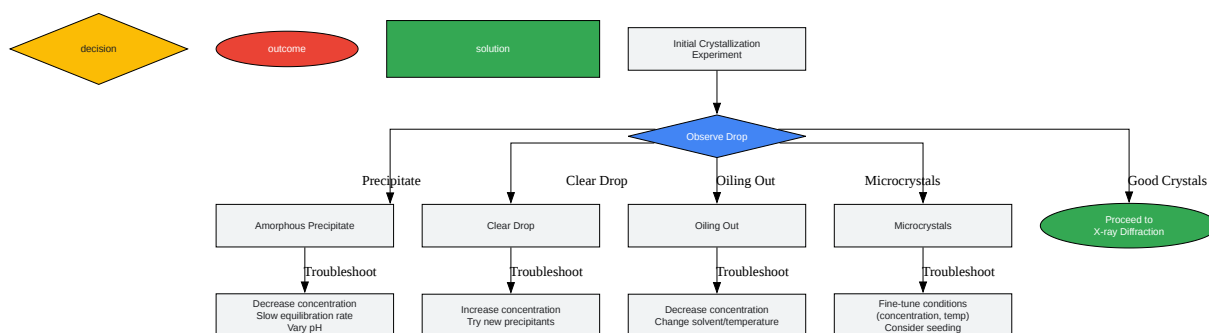 decision
outcome
solution
Initial Crystallization
Experiment
Observe Drop
Precipitate
Clear Drop
Oiling Out
Microcrystals
Good Crystals
Amorphous Precipitate
Clear Drop
Oiling Out
Microcrystals
Proceed to
X-ray Diffraction
Troubleshoot
Troubleshoot
Troubleshoot
Troubleshoot
Decrease concentration
Slow equilibration rate
Vary pH
Increase concentration
Try new precipitants
Decrease concentration
Change solvent/temperature
Fine-tune conditions
(concentration, temp)
Consider seeding